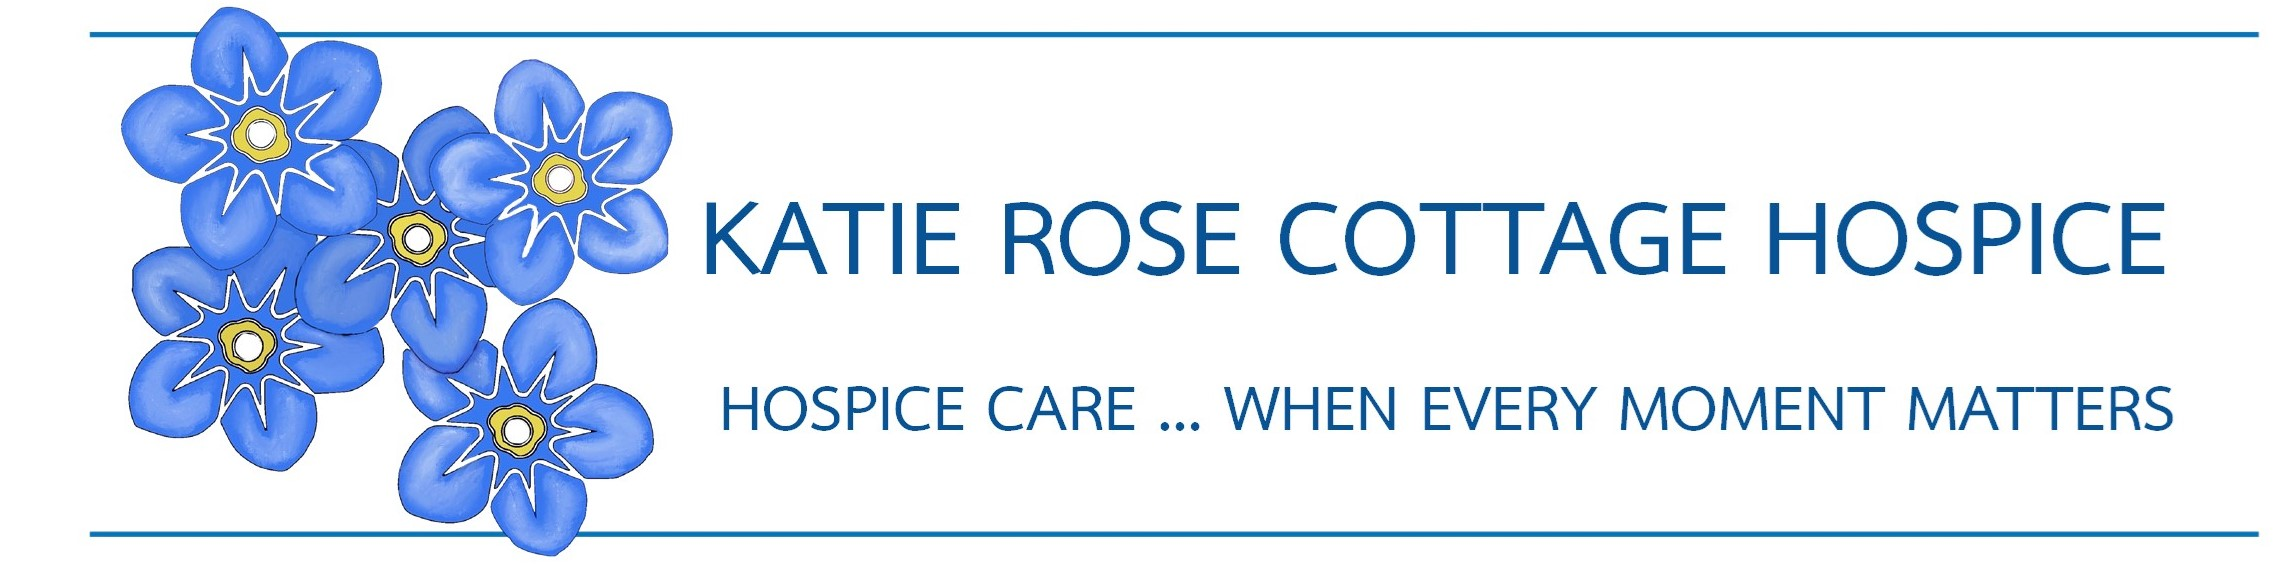 KATIE ROSE COTTAGE HOSPICE
HOSPICE CARE ... WHEN EVERY MOMENT MATTERS